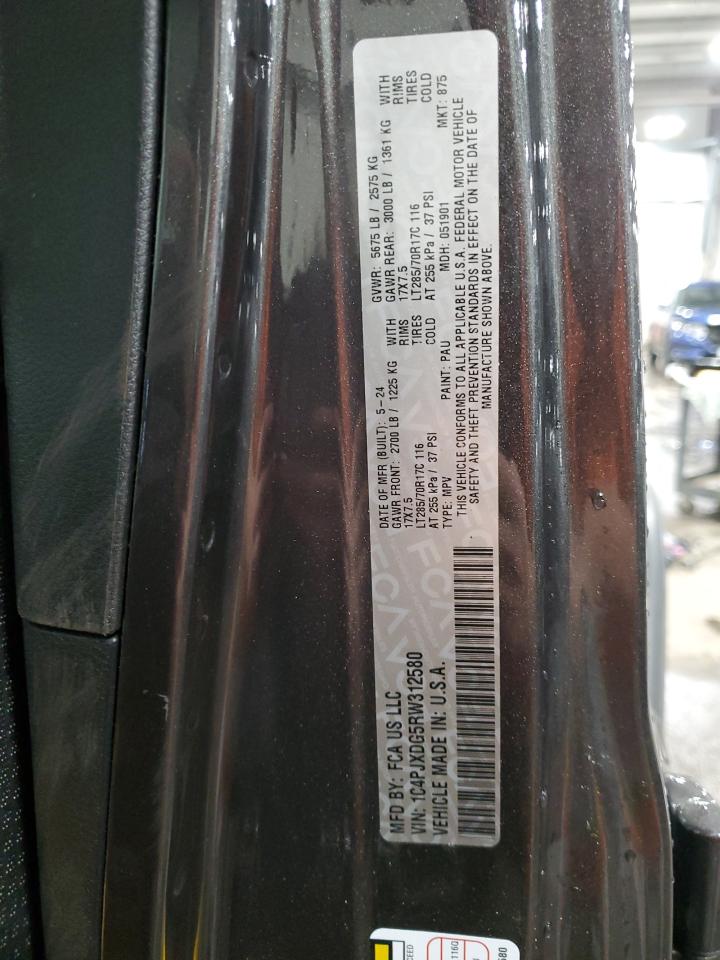 MFD BY: FCA US LLC
VIN: 1C4PJXDG5RW312580
VEHICLE MADE IN: U.S.A.
DATE OF MFR (BUILT): 5-24 GVWR: 5675 LB / 2575 KG
GAWR FRONT: 2700 LB / 1225 KG WITH GAWR REAR: 3000 LB / 1361 KG WITH
17X7.5 RIMS 17X7.5 RIMS
LT285/70R17C 116 TIRES LT285/70R17C 116 TIRES
AT 255 kPa / 37 PSI COLD AT 255 kPa / 37 PSI COLD
TYPE: MPV PAINT: PAU MDH: 051901 MKT: 875
THIS VEHICLE CONFORMS TO ALL APPLICABLE U.S.A. FEDERAL MOTOR VEHICLE
SAFETY AND THEFT PREVENTION STANDARDS IN EFFECT ON THE DATE OF
MANUFACTURE SHOWN ABOVE.
116Q
580